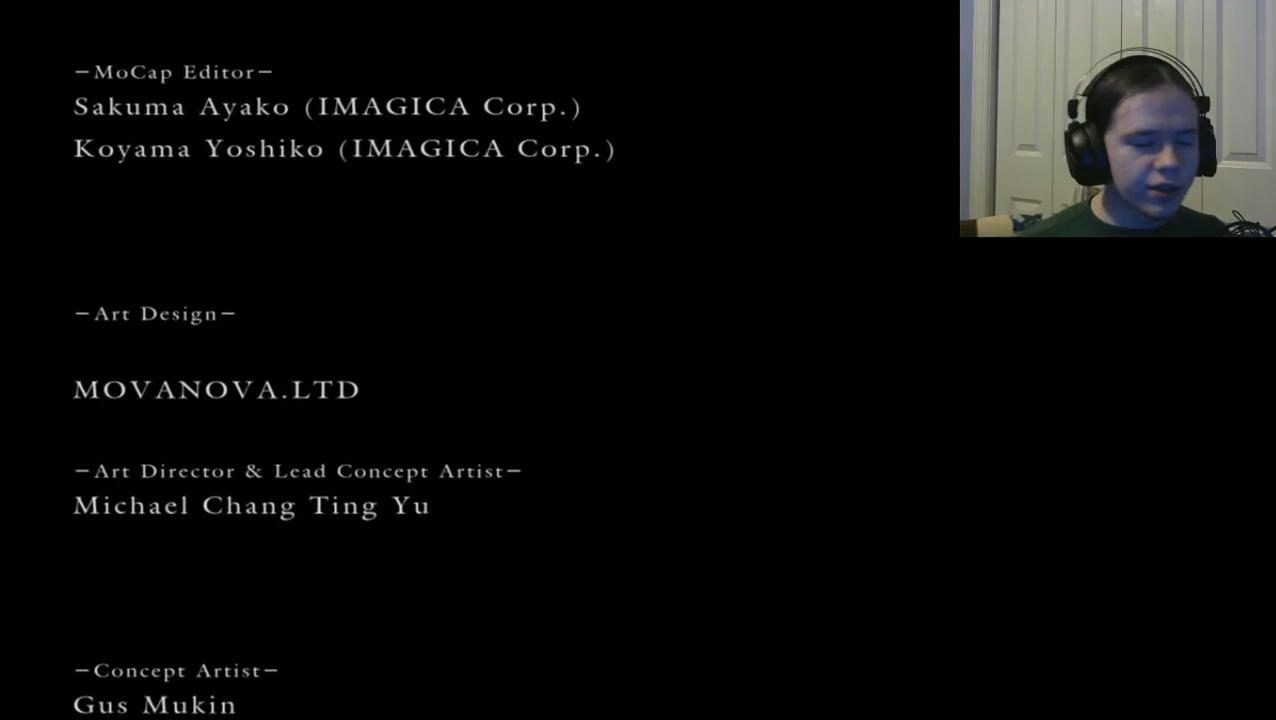 —MoCap Editor—
Sakuma Ayako (IMAGICA Corp.)
Koyama Yoshiko (IMAGICA Corp.)
—Art Design—
MOVANOVA.LTD
—Art Director & Lead Concept Artist—
Michael Chang Ting Yu
—Concept Artist—
Gus Mukin